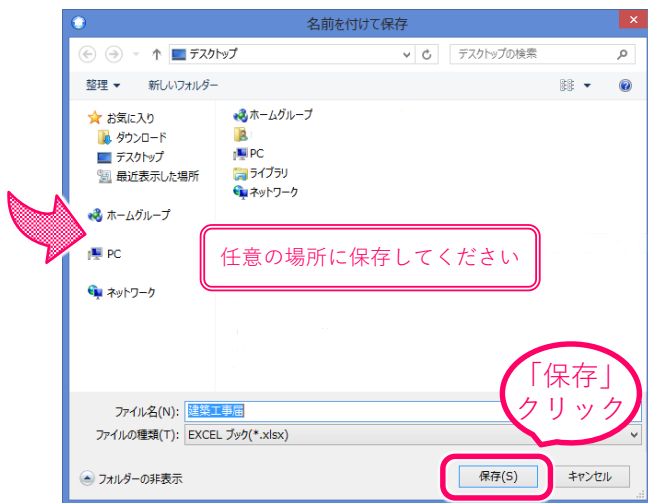 名前を付けて保存
デスクトップ
デスクトップの検索
整理
新しいフォルダー
お気に入り
ダウンロード
デスクトップ
最近表示した場所
ホームグループ
PC
ネットワーク
ホームグループ
PC
ライブラリ
ネットワーク
任意の場所に保存してください
「保存」
クリック
ファイル名(N): 建築工事届
ファイルの種類(T): EXCEL ブック(*.xlsx)
フォルダーの非表示
保存(S)
キャンセル